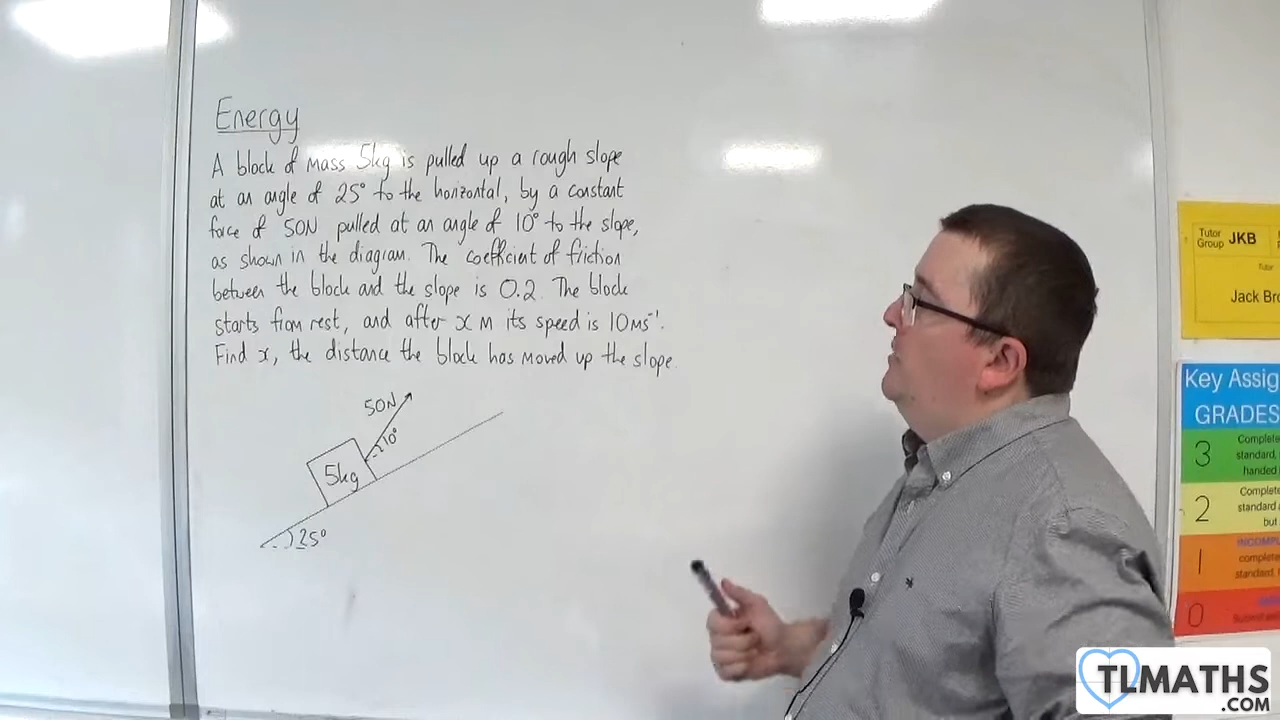 Energy
A block of mass 5kg is pulled up a rough slope
at an angle of 25° to the horizontal, by a constant
force of 50N pulled at an angle of 10° to the slope,
as shown in the diagram. The coefficient of friction
between the block and the slope is 0.2. The block
starts from rest, and after x m its speed is 10ms⁻¹.
Find x, the distance the block has moved up the slope.
50N
10°
5kg
25°
Tutor
Group JKB
Tutor
Jack Bro
Key Assig
GRADES
3
Complete
standard,
handed
2
Complete
standard a
but
1
INCOMPL
complete
standard, l
0
TLMATHS
.COM